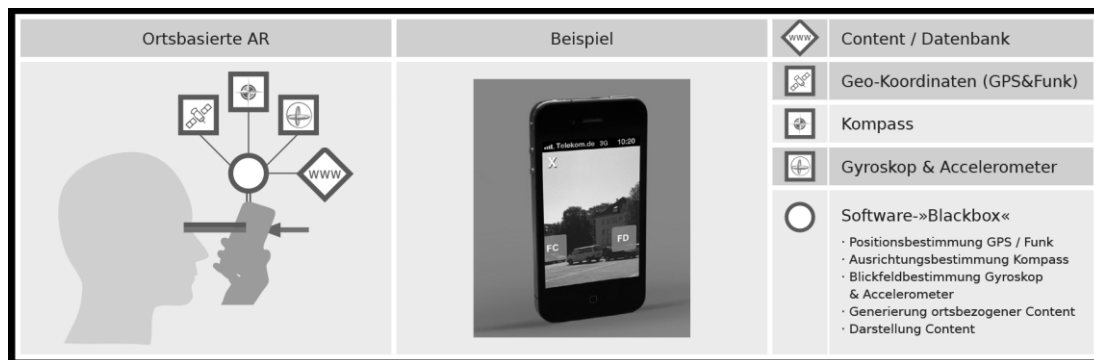 Ortsbasierte AR
Beispiel
WWW
Content / Datenbank
Geo-Koordinaten (GPS&Funk)
Kompass
Gyroskop & Accelerometer
Software-»Blackbox«
· Positionsbestimmung GPS / Funk
· Ausrichtungsbestimmung Kompass
· Blickfeldbestimmung Gyroskop
& Accelerometer
· Generierung ortsbezogener Content
· Darstellung Content
WWW
Telekom.de 3G 10:20
X
FC
FD